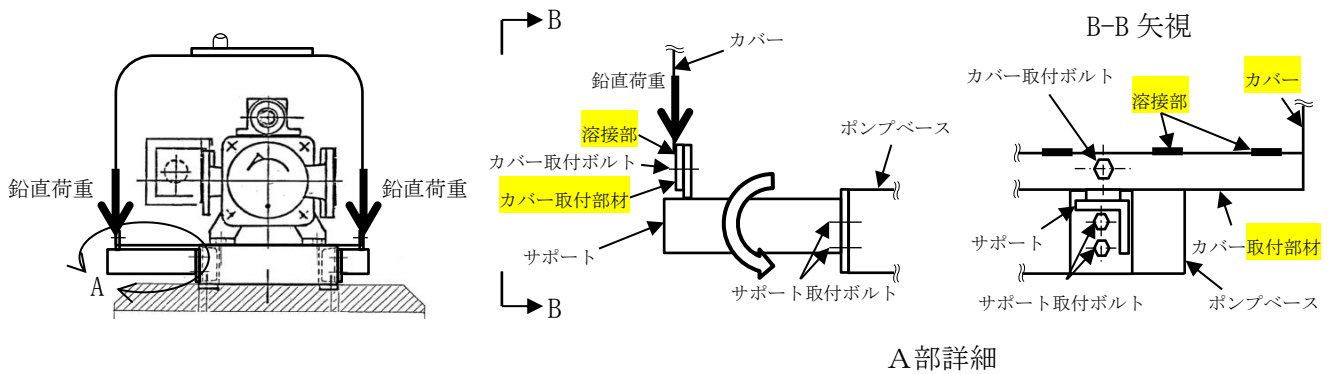 鉛直荷重
鉛直荷重
A
B
カバー
鉛直荷重
溶接部
カバー取付ボルト
カバー取付部材
サポート
ポンプベース
サポート取付ボルト
B
B-B 矢視
カバー取付ボルト
溶接部
カバー
サポート
サポート取付ボルト
カバー取付部材
ポンプベース
A部詳細